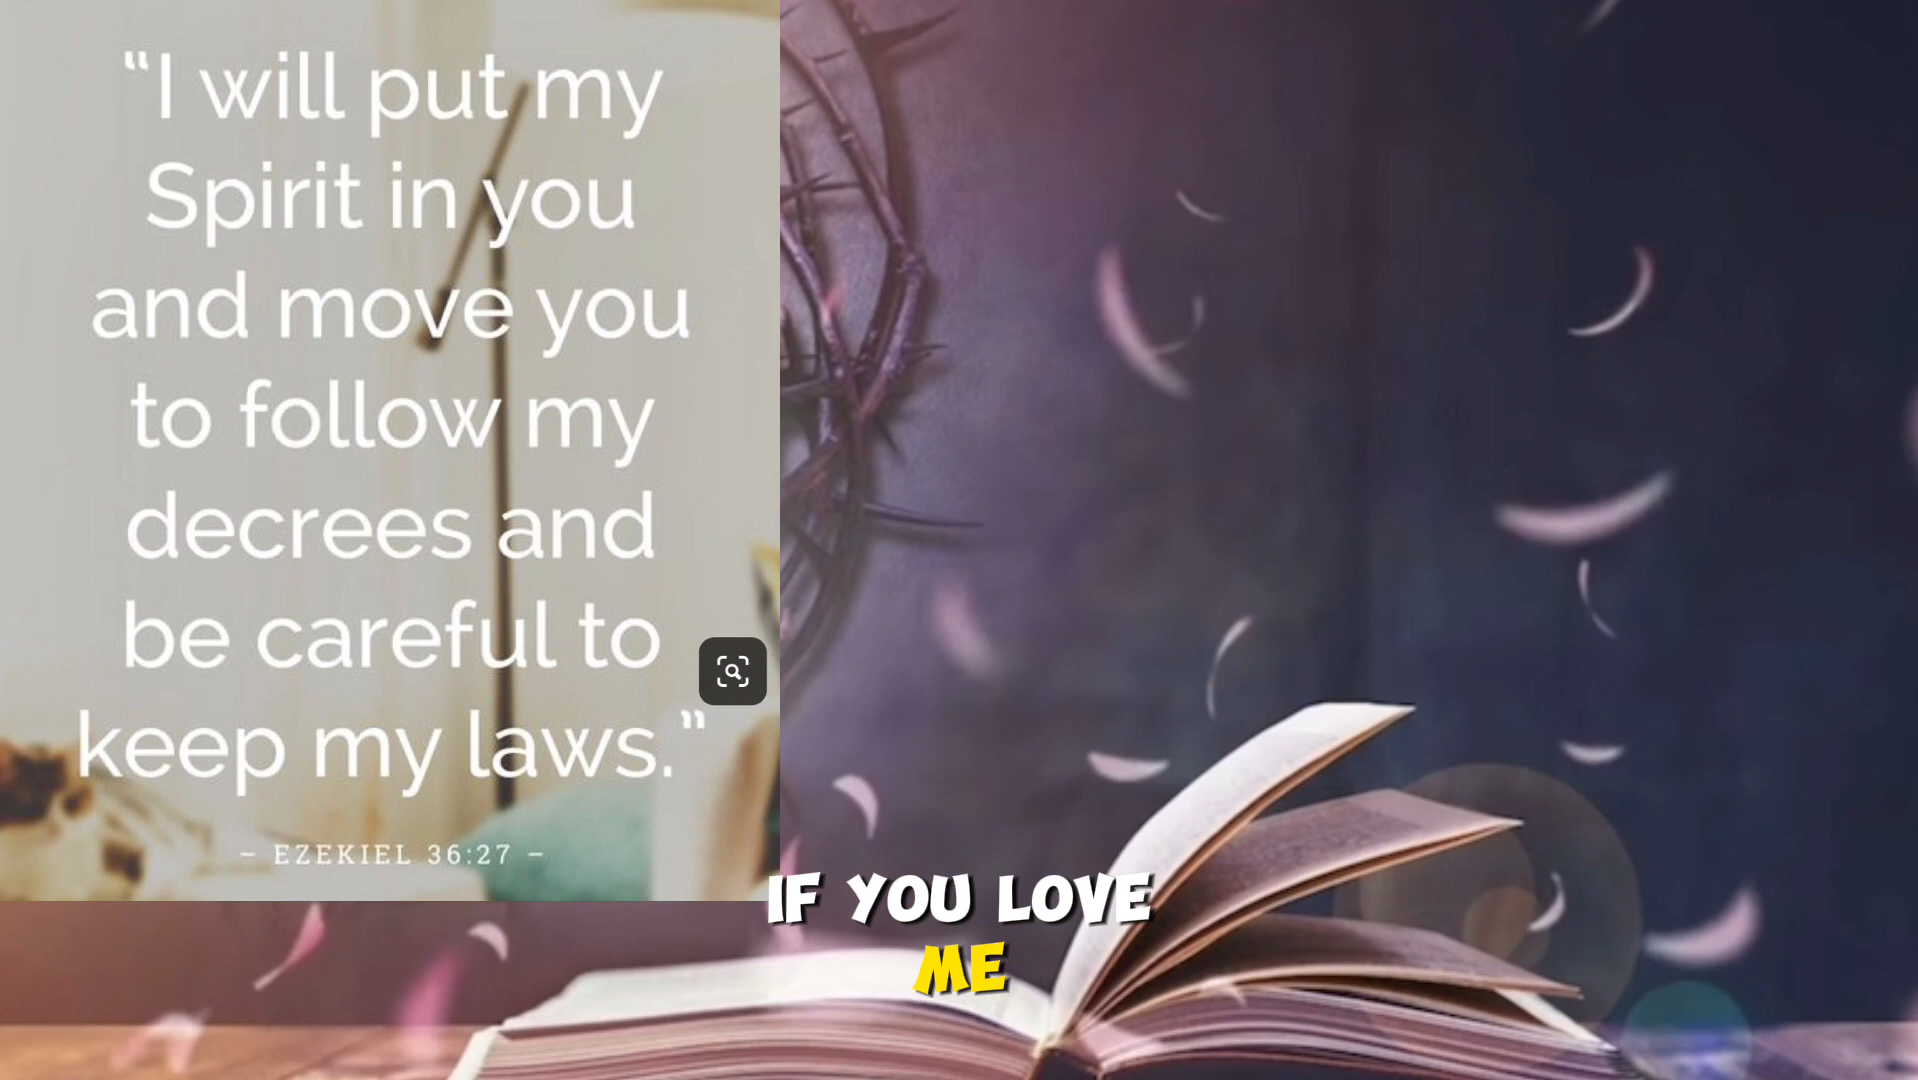 “I will put my
Spirit in you
and move you
to follow my
decrees and
be careful to
keep my laws.”
– EZEKIEL 36:27 –
IF YOU LOVE
ME